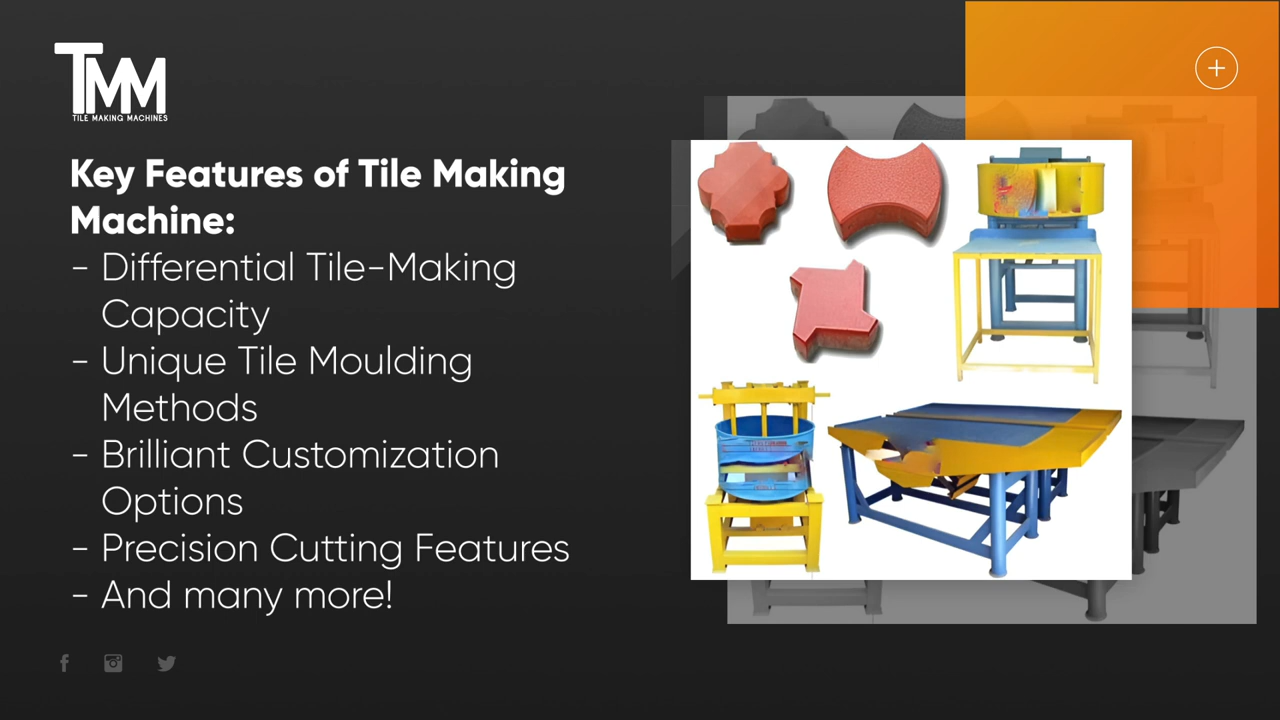 TMM
TILE MAKING MACHINES
Key Features of Tile Making
Machine:
- Differential Tile-Making
Capacity
- Unique Tile Moulding
Methods
- Brilliant Customization
Options
- Precision Cutting Features
- And many more!